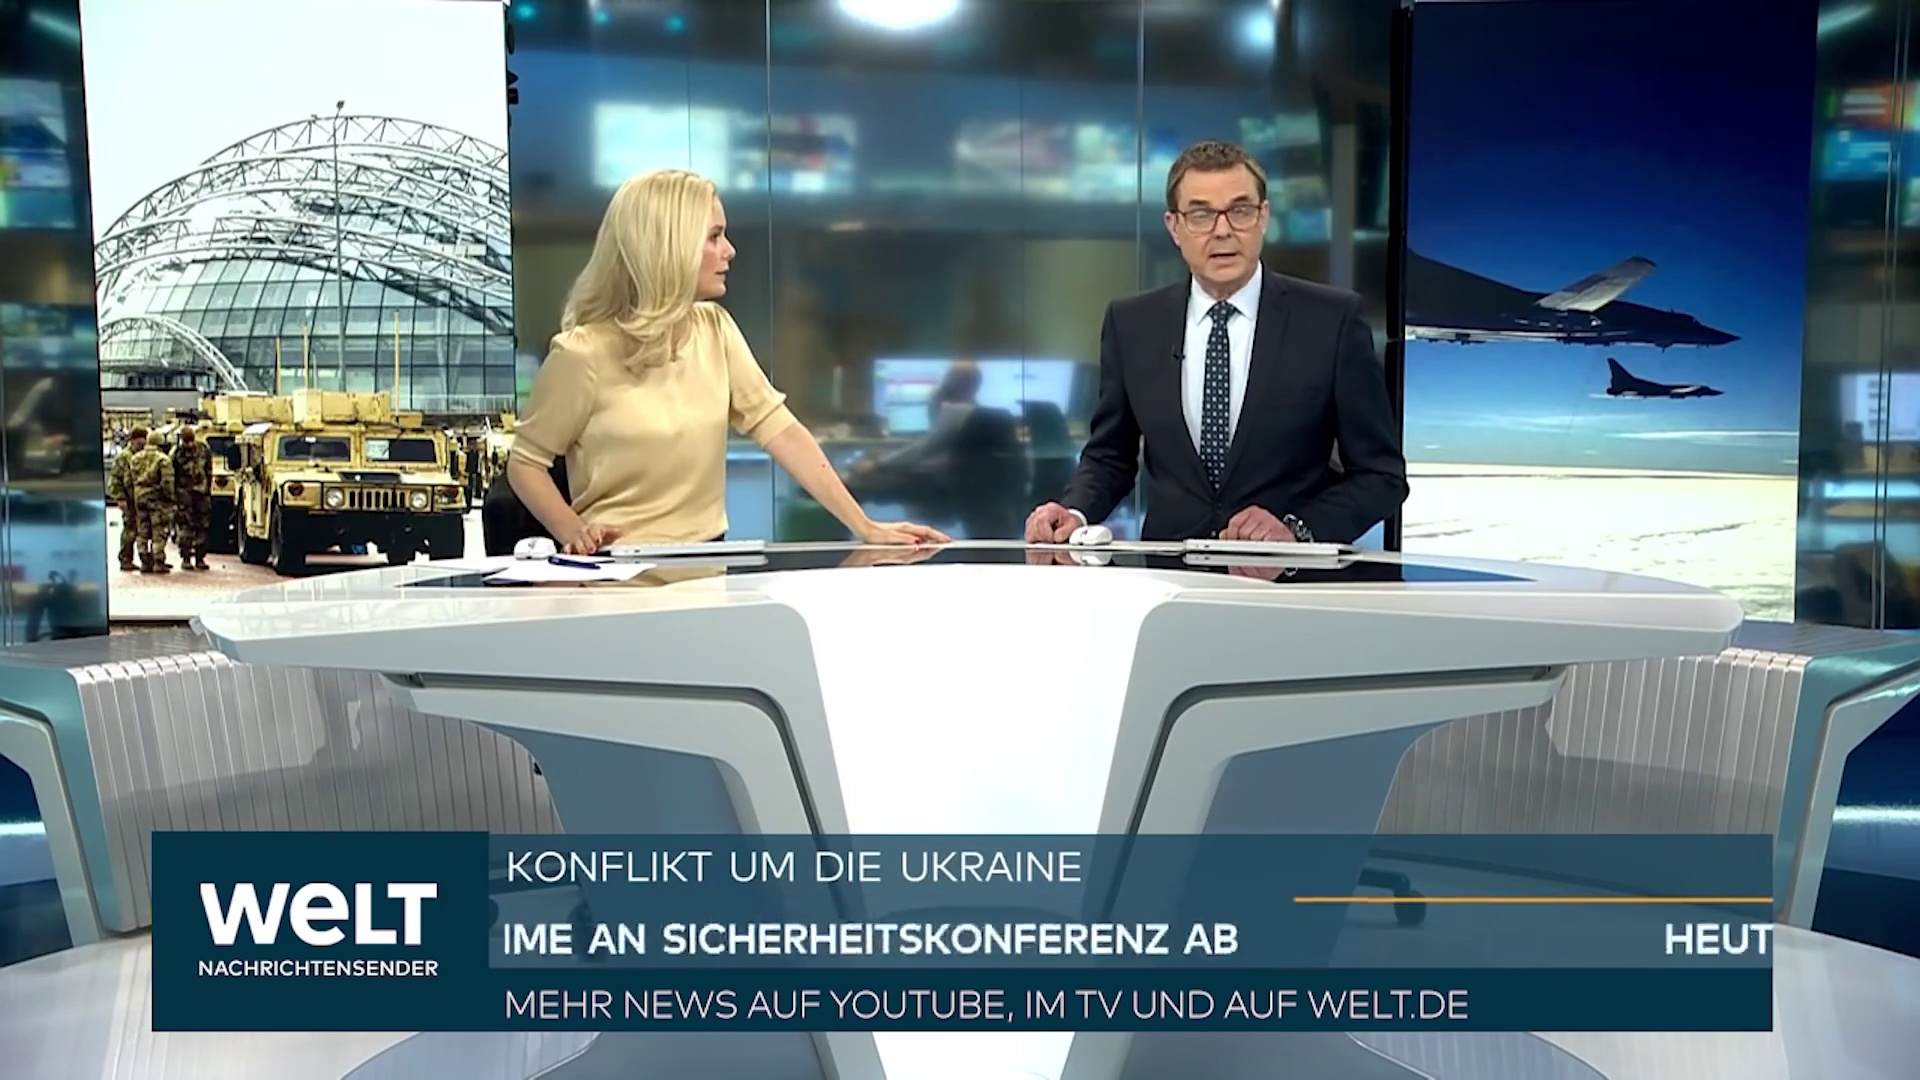 KONFLIKT UM DIE UKRAINE
WELT
NACHRICHTENSENDER
IME AN SICHERHEITSKONFERENZ AB HEUT
MEHR NEWS AUF YOUTUBE, IM TV UND AUF WELT.DE